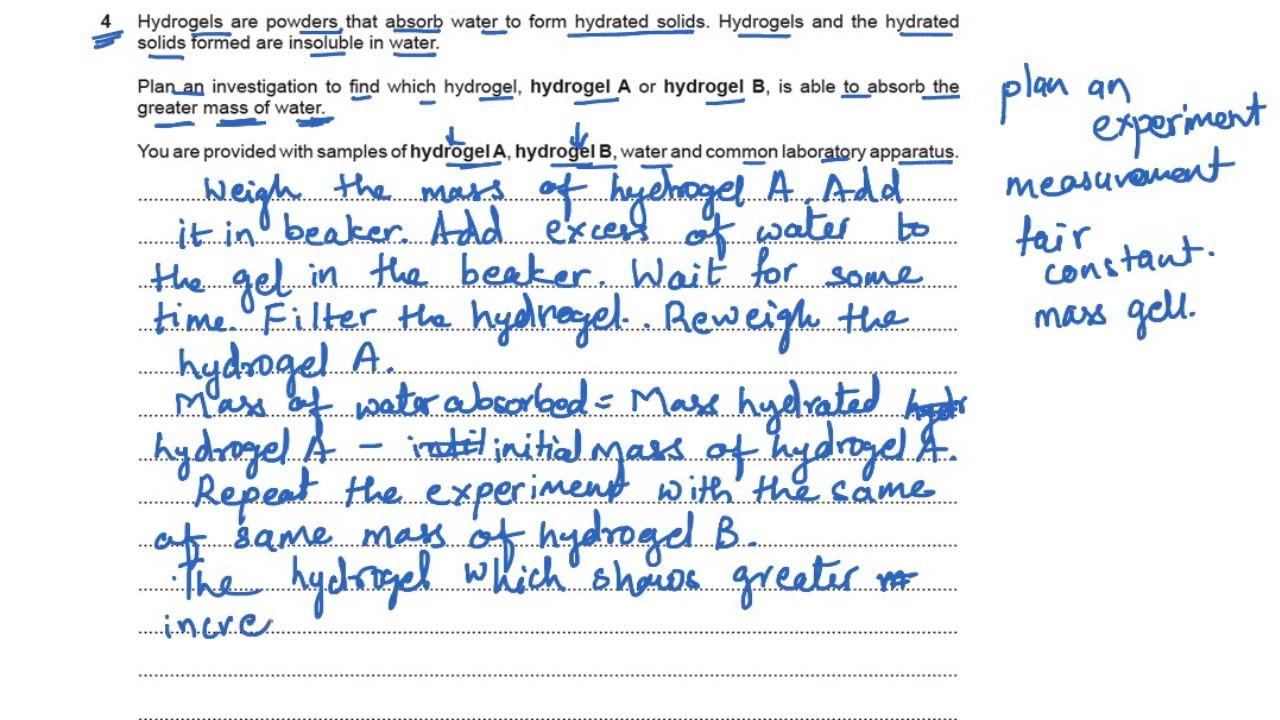 4 Hydrogels are powders that absorb water to form hydrated solids. Hydrogels and the hydrated
solids formed are insoluble in water.
Plan an investigation to find which hydrogel, hydrogel A or hydrogel B, is able to absorb the
greater mass of water.
You are provided with samples of hydrogel A, hydrogel B, water and common laboratory apparatus.
Weigh the mass of hydrogel A. Add
it in beaker. Add excess of water to
the gel in the beaker. Wait for some
time. Filter the hydrogel. Reweigh the
hydrogel A.
Mass of water absorbed = Mass hydrated
hydrogel A - initial Mass of hydrogel A.
Repeat the experiment with the same
of same mass of hydrogel B.
The hydrogel which shows greater
incre
plan an
experiment
measurement
fair
constant.
mass gell.